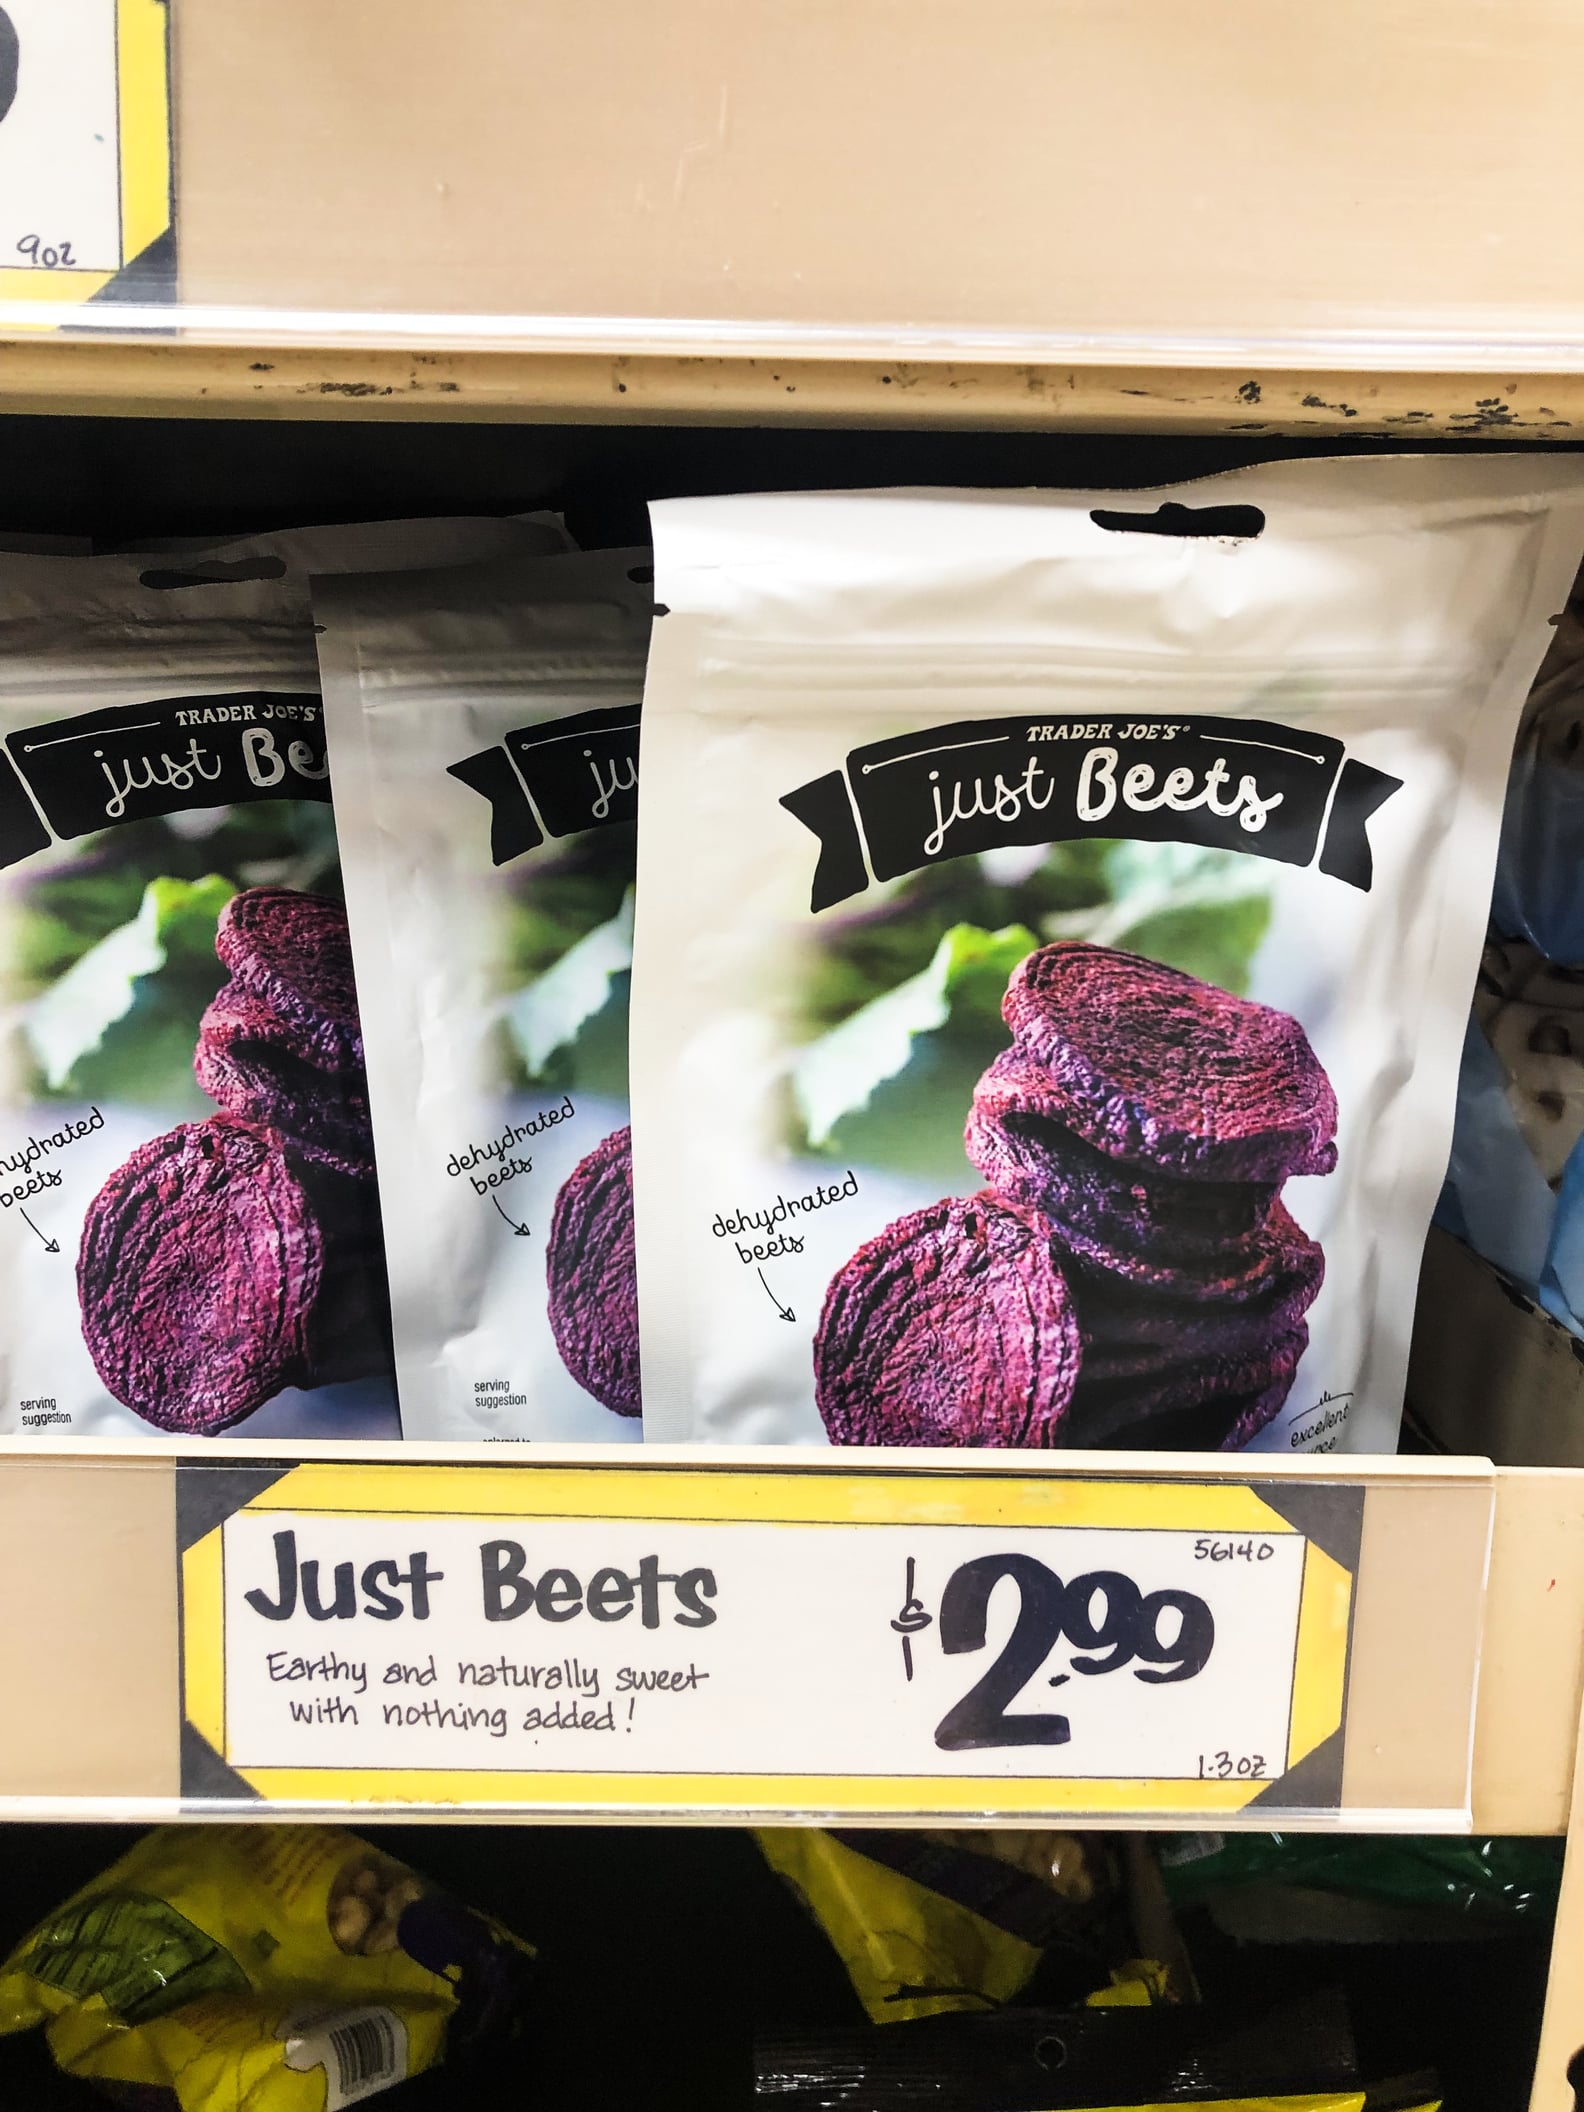 9oz
TRADER JOE'S
just Be
dehydrated
beets
serving
suggestion
ju
dehydrated
beets
serving
suggestion
TRADER JOE'S®
just Beets
dehydrated
beets
excellent
Just Beets
Earthy and naturally sweet
with nothing added!
56140
$2.99
1.3oz